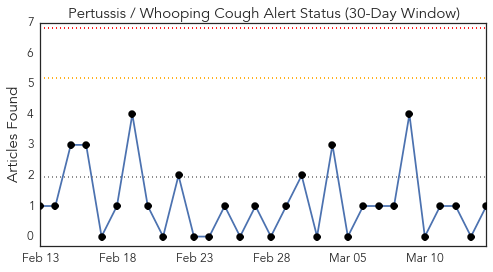 Pertussis / Whooping Cough Alert Status (30-Day Window)
Articles Found
7
6
5
4
3
2
1
0
Feb 13 Feb 18 Feb 23 Feb 28 Mar 05 Mar 10